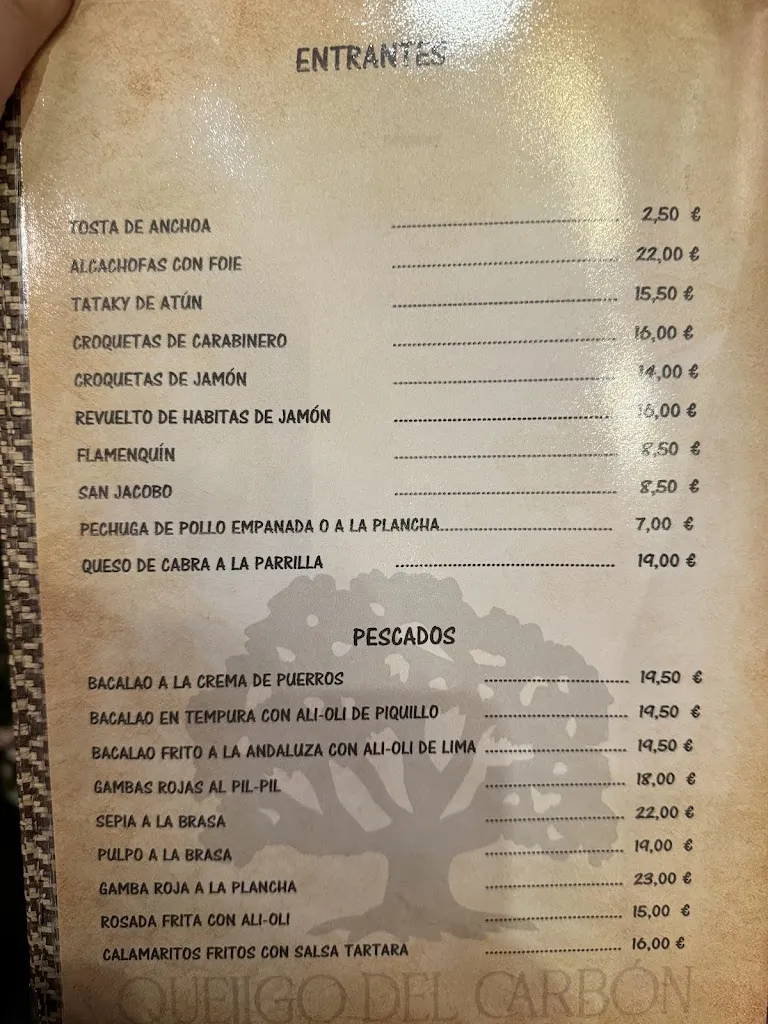 ENTRANTES
TOSTA DE ANCHOA ........ 2,50 €
ALCACHOFAS CON FOIE ........ 22,00 €
TATAKY DE ATÚN ........ 15,50 €
CROQUETAS DE CARABINERO ........ 16,00 €
CROQUETAS DE JAMÓN ........ 14,00 €
REVUELTO DE HABITAS DE JAMÓN ........ 16,00 €
FLAMENQUÍN ........ 8,50 €
SAN JACOBO ........ 8,50 €
PECHUGA DE POLLO EMPANADA O A LA PLANCHA ........ 7,00 €
QUESO DE CABRA A LA PARRILLA ........ 19,00 €
PESCADOS
BACALAO A LA CREMA DE PUERROS ........ 19,50 €
BACALAO EN TEMPURA CON ALI-OLI DE PIQUILLO ........ 19,50 €
BACALAO FRITO A LA ANDALUZA CON ALI-OLI DE LIMA ........ 19,50 €
GAMBAS ROJAS AL PIL-PIL ........ 18,00 €
SEPIA A LA BRASA ........ 22,00 €
PULPO A LA BRASA ........ 19,00 €
GAMBA ROJA A LA PLANCHA ........ 23,00 €
ROSADA FRITA CON ALI-OLI ........ 15,00 €
CALAMARITOS FRITOS CON SALSA TARTARA ........ 16,00 €
QUEJIGO DEL CARBÓN